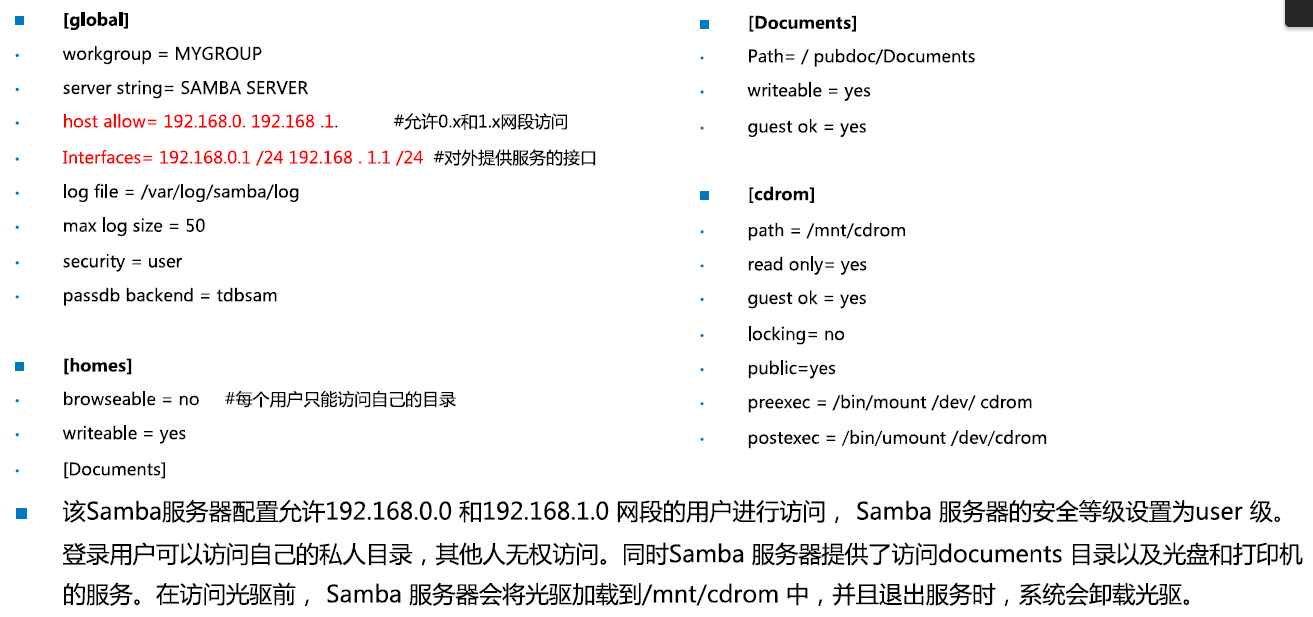 [global]
workgroup = MYGROUP
server string= SAMBA SERVER
host allow= 192.168.0. 192.168 .1. #允许0.x和1.x网段访问
Interfaces= 192.168.0.1 /24 192.168 . 1.1 /24 #对外提供服务的接口
log file = /var/log/samba/log
max log size = 50
security = user
passdb backend = tdbsam
[homes]
browseable = no #每个用户只能访问自己的目录
writeable = yes
[Documents]
[Documents]
Path= / pubdoc/Documents
writeable = yes
guest ok = yes
[cdrom]
path = /mnt/cdrom
read only= yes
guest ok = yes
locking= no
public=yes
preexec = /bin/mount /dev/ cdrom
postexec = /bin/umount /dev/cdrom
该Samba服务器配置允许192.168.0.0 和192.168.1.0 网段的用户进行访问， Samba 服务器的安全等级设置为user 级。
登录用户可以访问自己的私人目录，其他人无权访问。同时Samba 服务器提供了访问documents 目录以及光盘和打印机
的服务。在访问光驱前， Samba 服务器会将光驱加载到/mnt/cdrom 中，并且退出服务时，系统会卸载光驱。